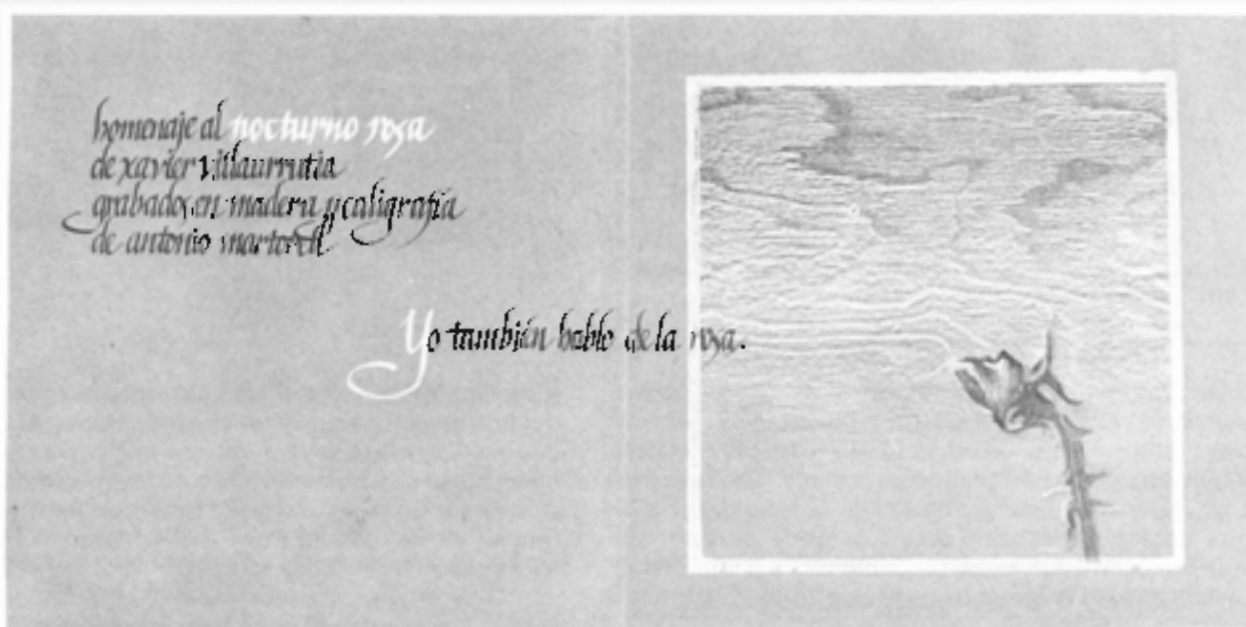 homenaje al nocturno rosa
de xavier villaurrutia
grabados en madera y caligrafía
de antonio martorell
Yo también hablo de la rosa.